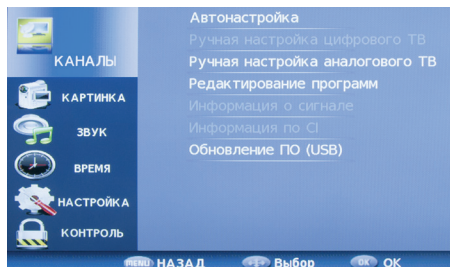 Автонастройка
Ручная настройка цифрового ТВ
КАНАЛЫ
Ручная настройка аналогового ТВ
Редактирование программ
КАРТИНКА
Информация о сигнале
ЗВУК
Информация по CI
Обновление ПО (USB)
ВРЕМЯ
НАСТРОЙКА
КОНТРОЛЬ
MENU НАЗАД Выбор OK OK